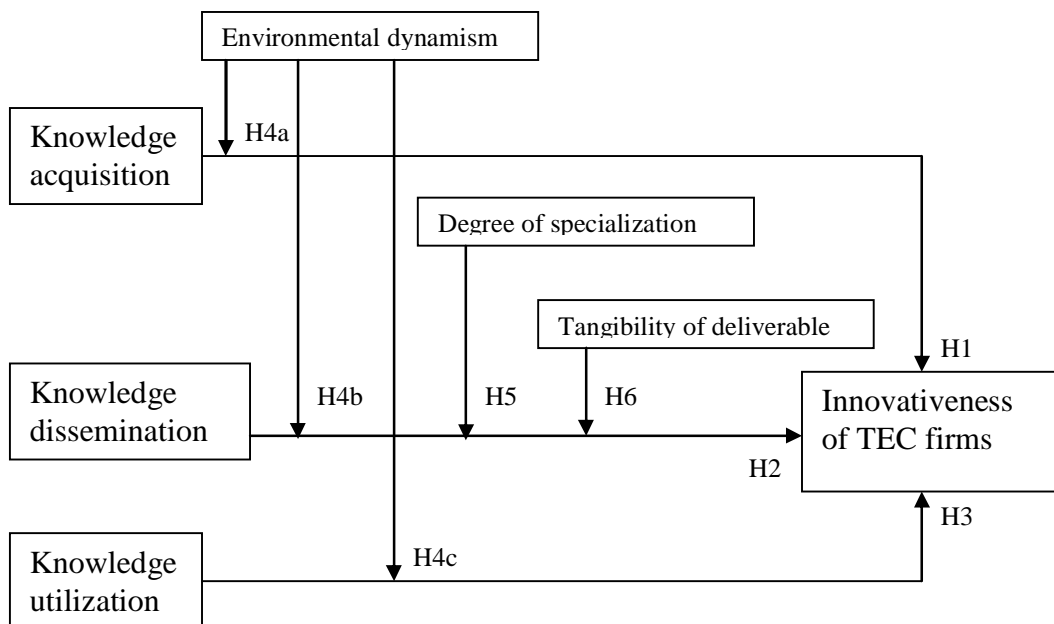 Environmental dynamism
Knowledge
acquisition
H4a
Degree of specialization
Tangibility of deliverable
H1
Knowledge
dissemination
H4b
H5
H6
Innovativeness
of TEC firms
H2
H3
Knowledge
utilization
H4c